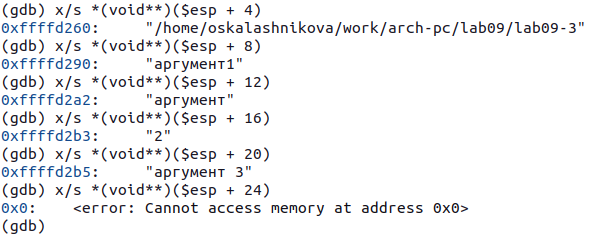 (gdb) x/s *(void**)($esp + 4)
0xffffd260:     "/home/oskalashnikova/work/arch-pc/lab09/lab09-3"
(gdb) x/s *(void**)($esp + 8)
0xffffd290:     "аргумент1"
(gdb) x/s *(void**)($esp + 12)
0xffffd2a2:     "аргумент"
(gdb) x/s *(void**)($esp + 16)
0xffffd2b3:     "2"
(gdb) x/s *(void**)($esp + 20)
0xffffd2b5:     "аргумент 3"
(gdb) x/s *(void**)($esp + 24)
0x0:    <error: Cannot access memory at address 0x0>
(gdb)